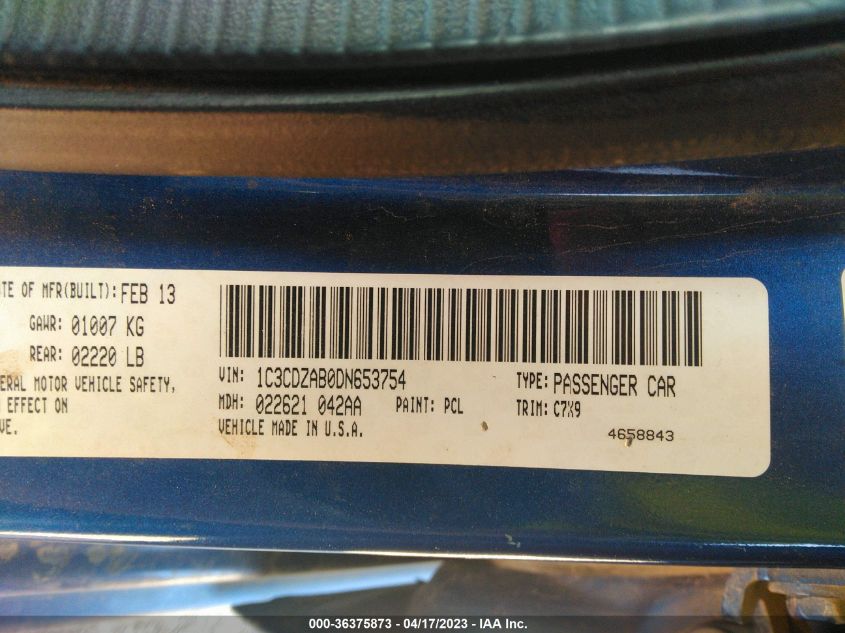 ATE OF MFR(BUILT): FEB 13
GAWR: 01007 KG
REAR: 02220 LB
ERAL MOTOR VEHICLE SAFETY,
EFFECT ON
VE.
VIN: 1C3CDZAB0DN653754
TYPE: PASSENGER CAR
MDH: 022621 042AA
PAINT: PCL
TRIM: C7X9
VEHICLE MADE IN U.S.A.
4658843
000-36375873 - 04/17/2023 - IAA Inc.